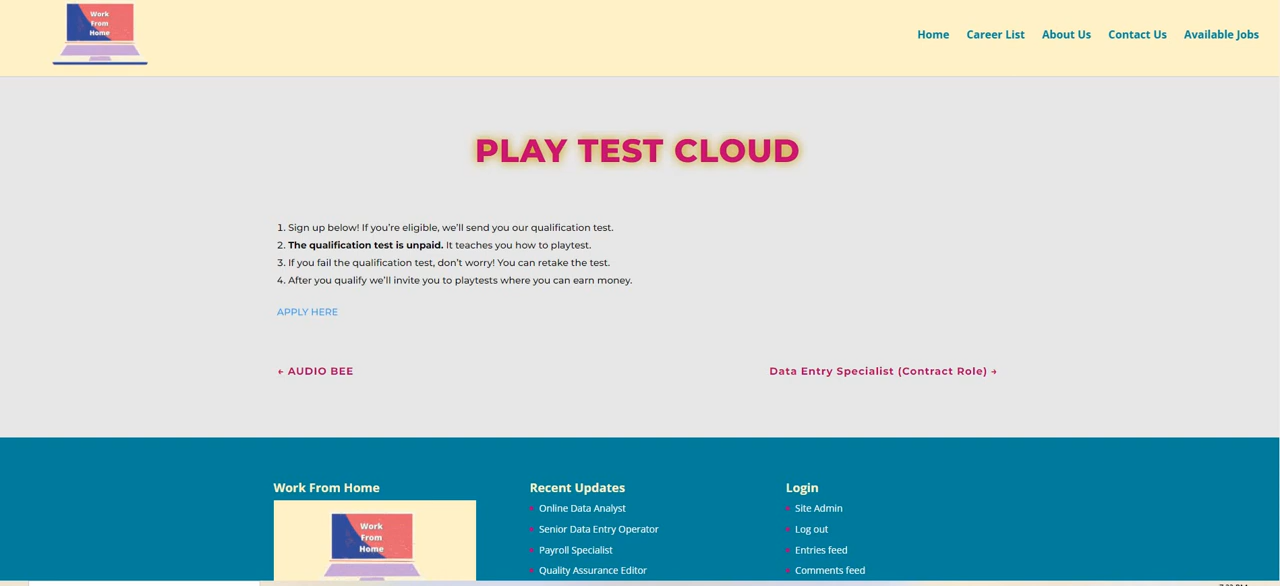 Work
From
Home
Home
Career List
About Us
Contact Us
Available Jobs
PLAY TEST CLOUD
1. Sign up below! If you’re eligible, we’ll send you our qualification test.
2. The qualification test is unpaid. It teaches you how to playtest.
3. If you fail the qualification test, don’t worry! You can retake the test.
4. After you qualify we’ll invite you to playtests where you can earn money.
APPLY HERE
← AUDIO BEE
Data Entry Specialist (Contract Role) →
Work From Home
Work
From
Home
Recent Updates
Online Data Analyst
Senior Data Entry Operator
Payroll Specialist
Quality Assurance Editor
Login
Site Admin
Log out
Entries feed
Comments feed